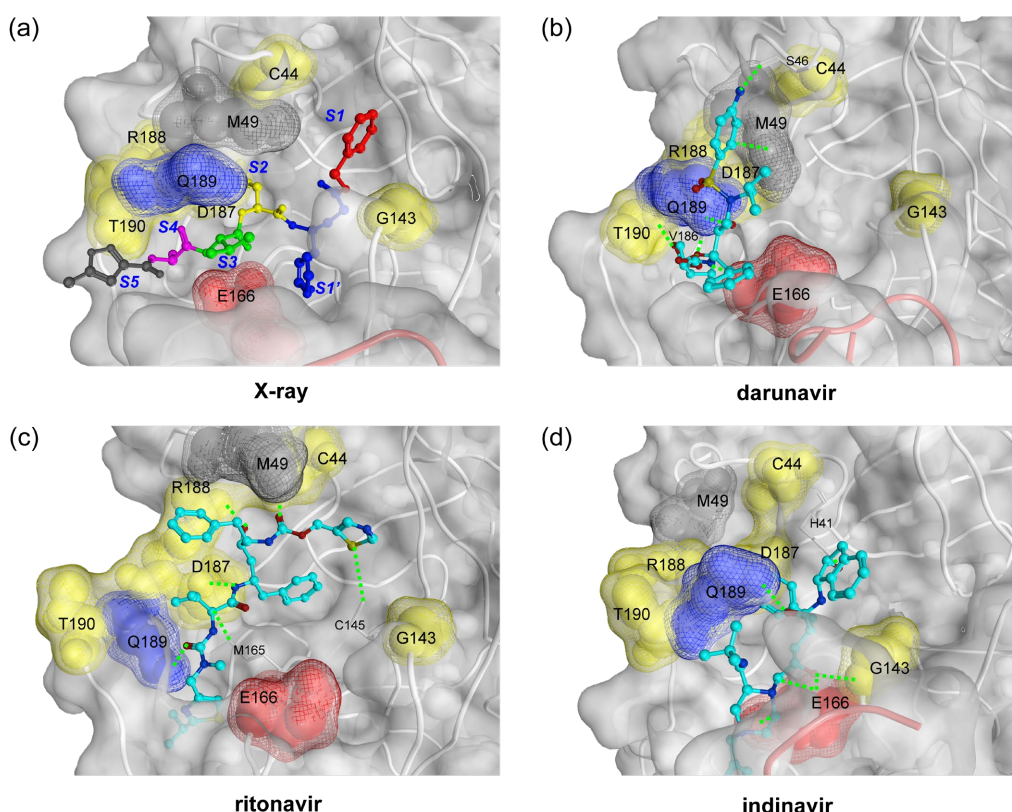 (a)
C44
S1
M49
R188
S2
Q189
D187
G143
T190
S4
S3
S5
S1'
E166
X-ray
(b)
S46
C44
M49
R188
D187
Q189
G143
T190
V186
E166
darunavir
(c)
M49
C44
R188
D187
T190
C145
Q189
G143
M165
E166
ritonavir
(d)
C44
M49
H41
R188
D187
Q189
T190
G143
E166
indinavir